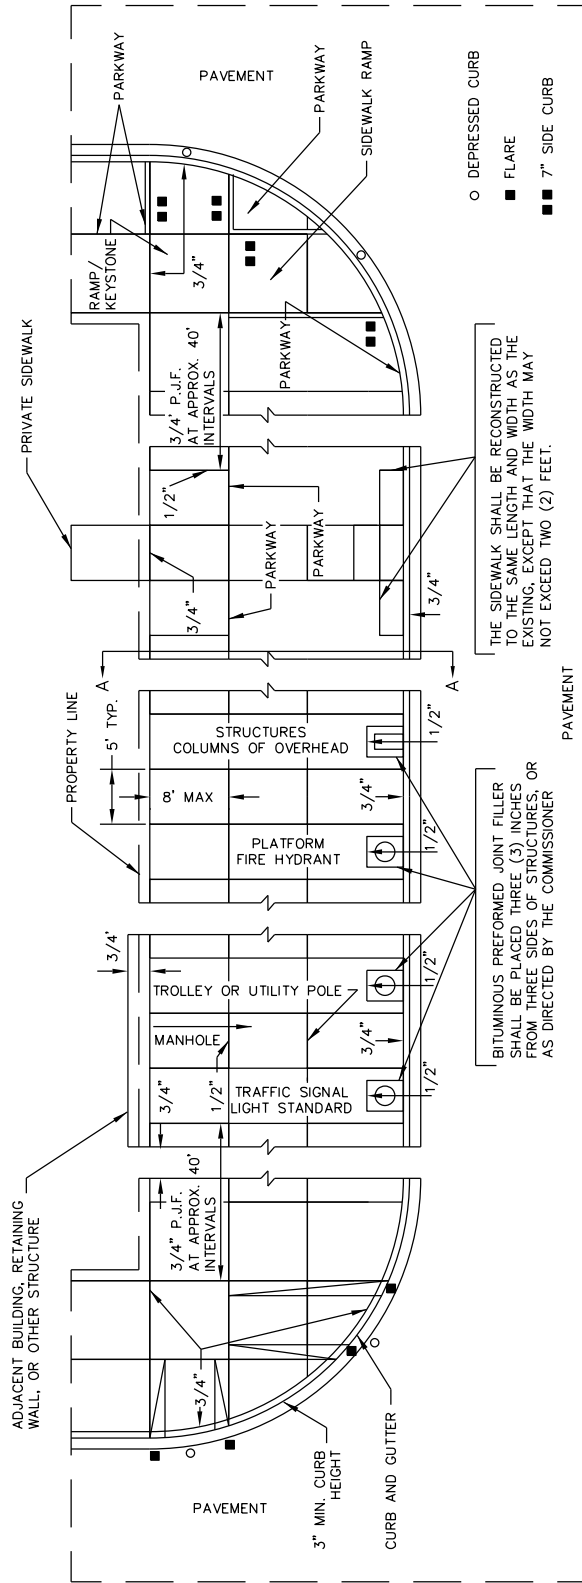 ADJACENT BUILDING, RETAINING
WALL, OR OTHER STRUCTURE
PROPERTY LINE
PRIVATE SIDEWALK
PAVEMENT
3/4"
3" MIN. CURB
HEIGHT
CURB AND GUTTER
3/4" P.J.F.
AT APPROX. 40'
INTERVALS
3/4"
3/4'
1/2"
TRAFFIC SIGNAL
LIGHT STANDARD
MANHOLE
TROLLEY OR UTILITY POLE
3/4"
1/2"
1/2"
8' MAX
5' TYP.
PLATFORM
FIRE HYDRANT
STRUCTURES
COLUMNS OF OVERHEAD
3/4"
1/2"
1/2"
A
A
3/4"
1/2"
PARKWAY
PARKWAY
3/4"
3/4' P.J.F.
AT APPROX. 40'
INTERVALS
RAMP/
KEYSTONE
3/4"
PARKWAY
PARKWAY
PARKWAY
SIDEWALK RAMP
PAVEMENT
BITUMINOUS PREFORMED JOINT FILLER
SHALL BE PLACED THREE (3) INCHES
FROM THREE SIDES OF STRUCTURES, OR
AS DIRECTED BY THE COMMISSIONER
THE SIDEWALK SHALL BE RECONSTRUCTED
TO THE SAME LENGTH AND WIDTH AS THE
EXISTING, EXCEPT THAT THE WIDTH MAY
NOT EXCEED TWO (2) FEET.
PAVEMENT
DEPRESSED CURB
FLARE
7" SIDE CURB